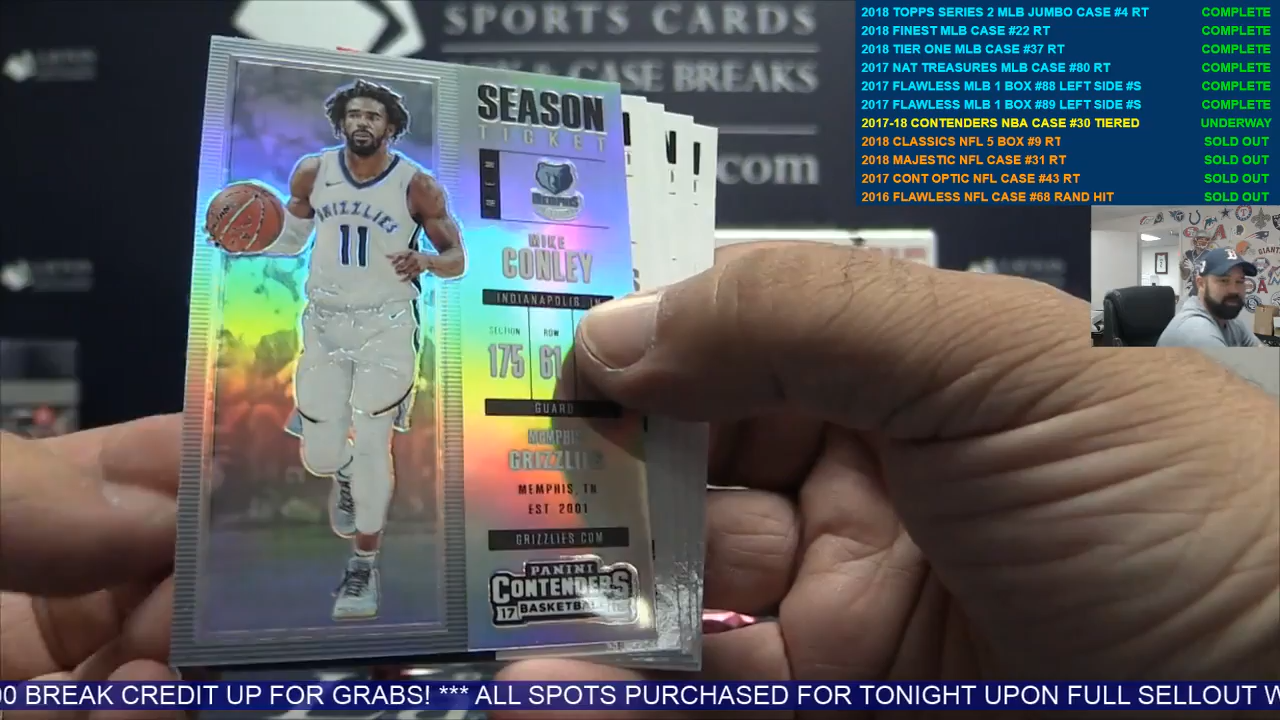 SPORTS CARDS
CASE BREAKS
.com
2018 TOPPS SERIES 2 MLB JUMBO CASE #4 RT COMPLETE
2018 FINEST MLB CASE #22 RT COMPLETE
2018 TIER ONE MLB CASE #37 RT COMPLETE
2017 NAT TREASURES MLB CASE #80 RT COMPLETE
2017 FLAWLESS MLB 1 BOX #88 LEFT SIDE #S COMPLETE
2017 FLAWLESS MLB 1 BOX #89 LEFT SIDE #S COMPLETE
2017-18 CONTENDERS NBA CASE #30 TIERED UNDERWAY
2018 CLASSICS NFL 5 BOX #9 RT SOLD OUT
2018 MAJESTIC NFL CASE #31 RT SOLD OUT
2017 CONT OPTIC NFL CASE #43 RT SOLD OUT
2016 FLAWLESS NFL CASE #68 RAND HIT SOLD OUT
SEASON
TICKET
MEM
MEMPHIS
MIKE
CONLEY
INDIANAPOLIS, IN
SECTION ROW
175 61
GUARD
MEMPHIS
GRIZZLIES
MEMPHIS, TN
EST 2001
GRIZZLIES.COM
PANINI
CONTENDERS
17 BASKETBALL
GRIZZLIES
11
00 BREAK CREDIT UP FOR GRABS! *** ALL SPOTS PURCHASED FOR TONIGHT UPON FULL SELLOUT W